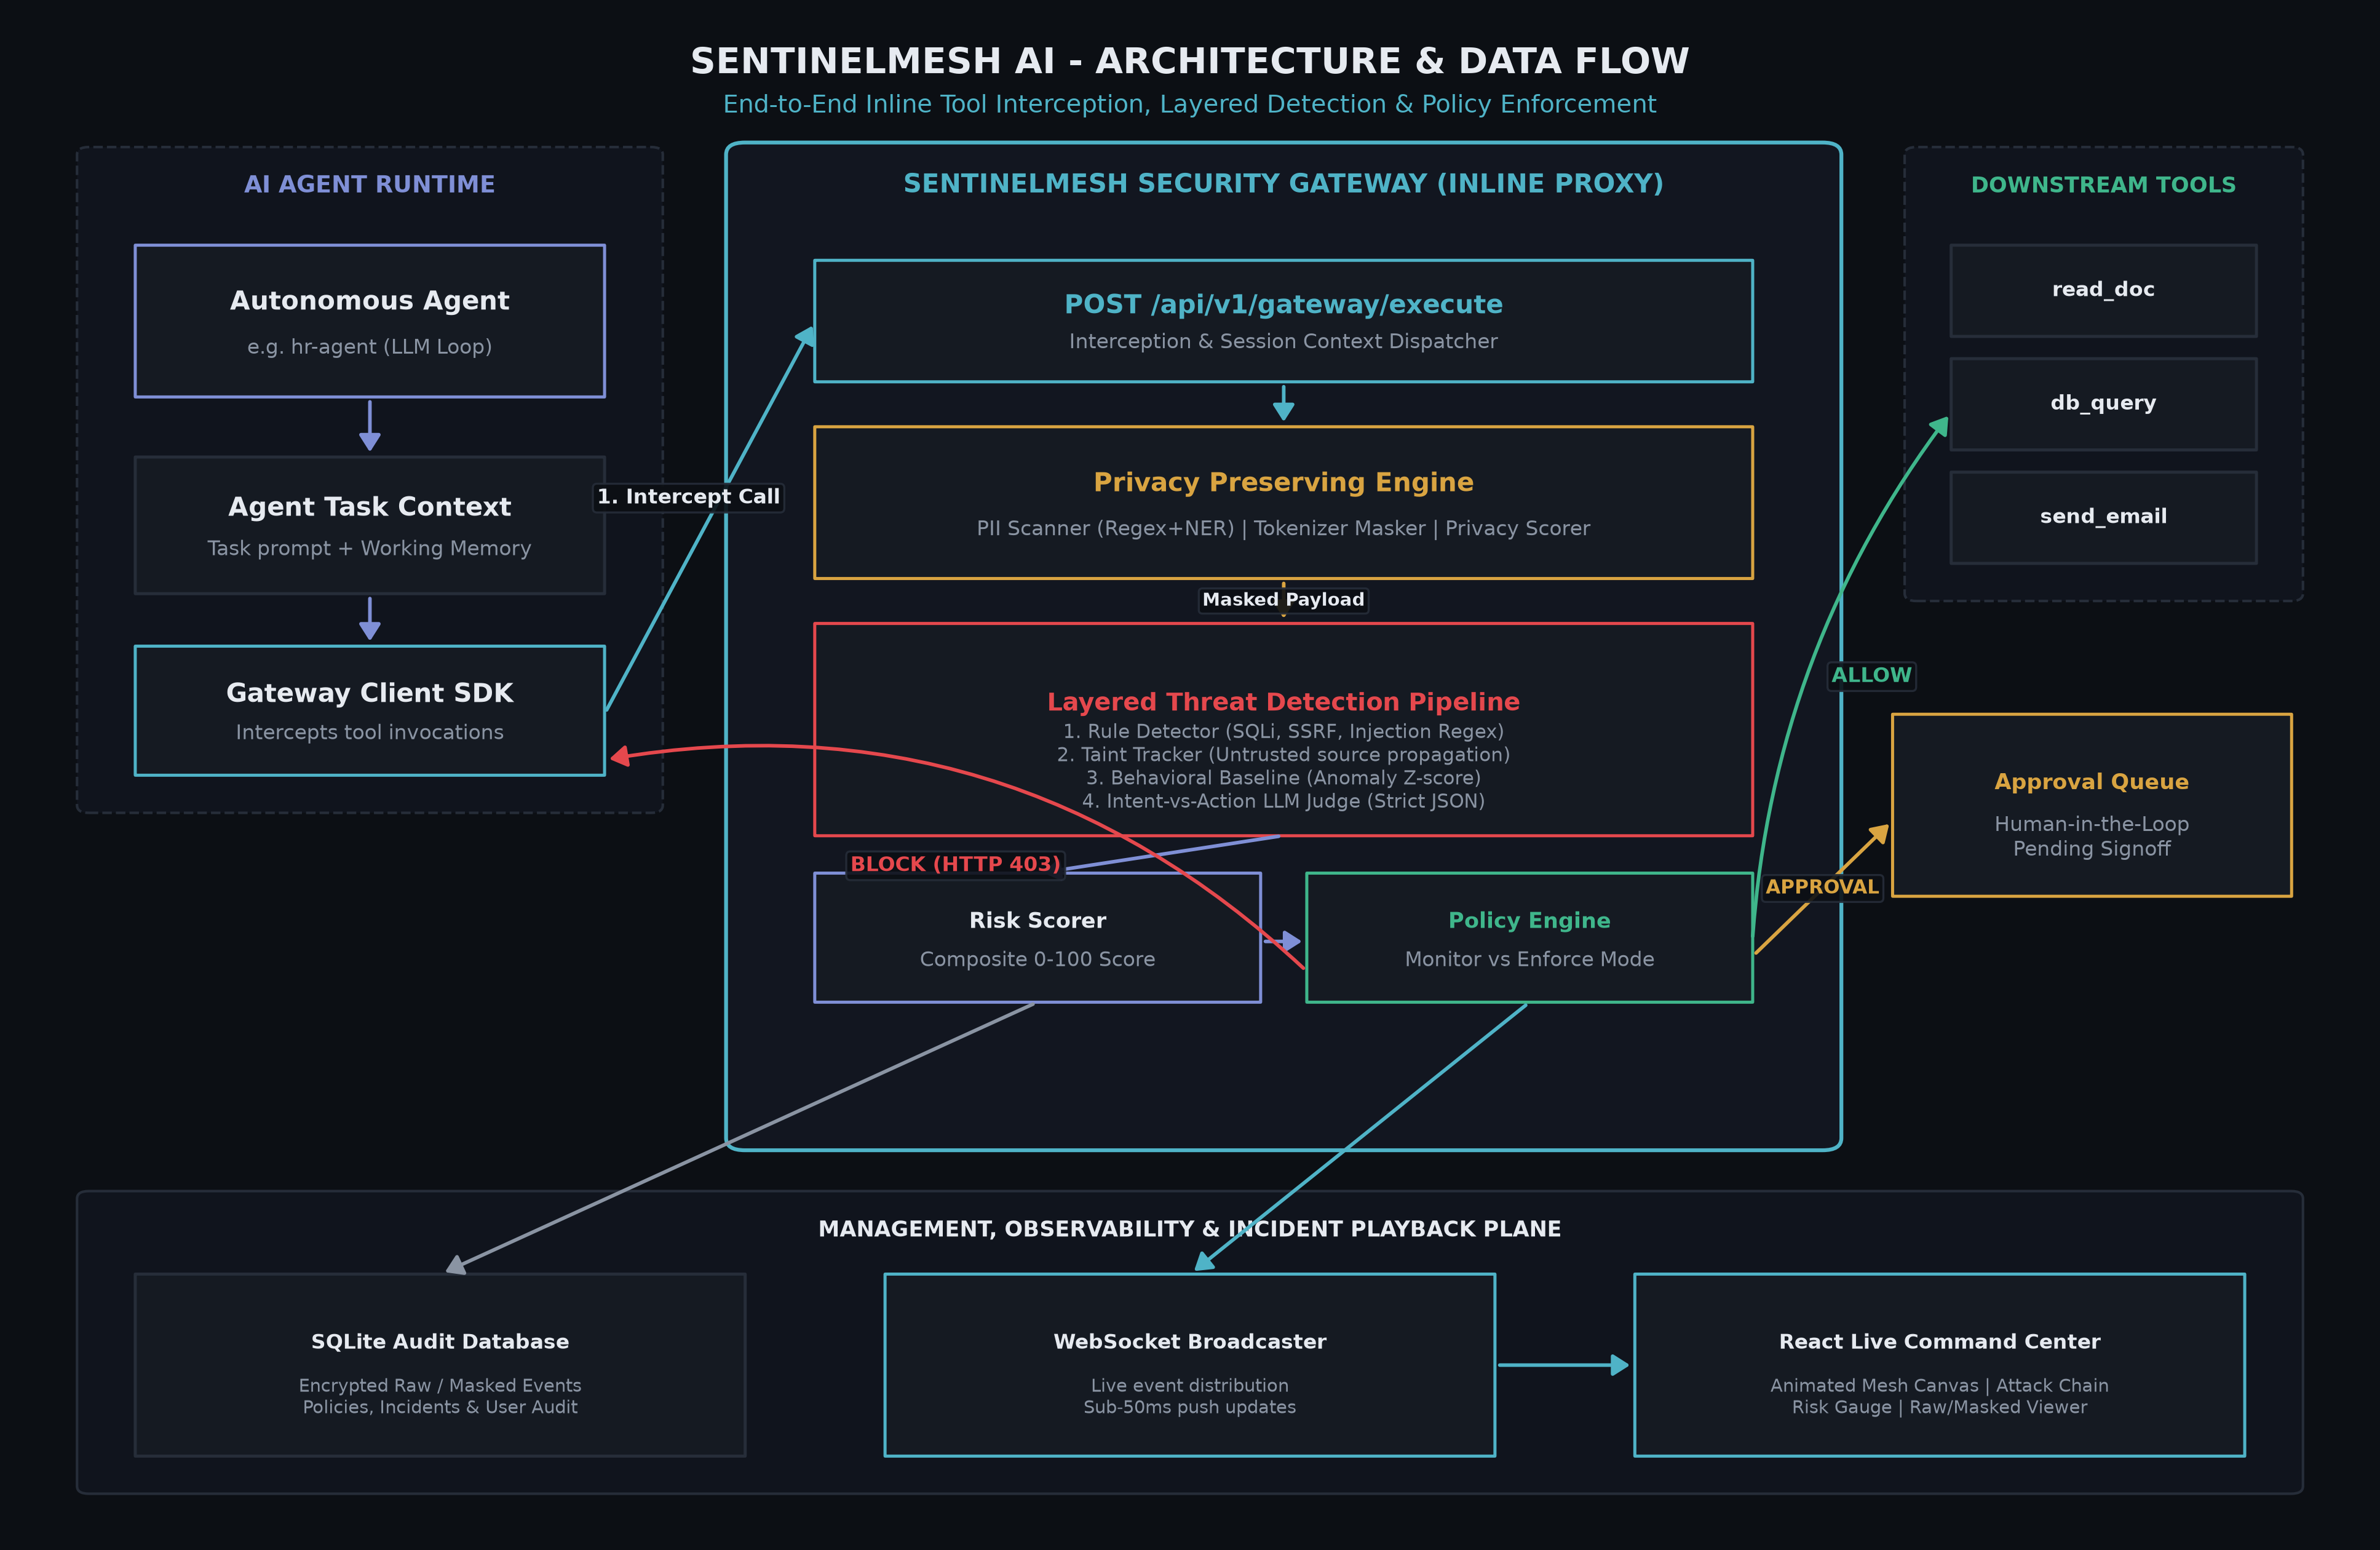 SENTINELMESH AI - ARCHITECTURE & DATA FLOW
End-to-End Inline Tool Interception, Layered Detection & Policy Enforcement
AI AGENT RUNTIME
Autonomous Agent
e.g. hr-agent (LLM Loop)
Agent Task Context
Task prompt + Working Memory
Gateway Client SDK
Intercepts tool invocations
1. Intercept Call
SENTINELMESH SECURITY GATEWAY (INLINE PROXY)
POST /api/v1/gateway/execute
Interception & Session Context Dispatcher
Privacy Preserving Engine
PII Scanner (Regex+NER) | Tokenizer Masker | Privacy Scorer
Masked Payload
Layered Threat Detection Pipeline
1. Rule Detector (SQLi, SSRF, Injection Regex)
2. Taint Tracker (Untrusted source propagation)
3. Behavioral Baseline (Anomaly Z-score)
4. Intent-vs-Action LLM Judge (Strict JSON)
BLOCK (HTTP 403)
Risk Scorer
Composite 0-100 Score
Policy Engine
Monitor vs Enforce Mode
DOWNSTREAM TOOLS
read_doc
db_query
send_email
ALLOW
APPROVAL
Approval Queue
Human-in-the-Loop
Pending Signoff
MANAGEMENT, OBSERVABILITY & INCIDENT PLAYBACK PLANE
SQLite Audit Database
Encrypted Raw / Masked Events
Policies, Incidents & User Audit
WebSocket Broadcaster
Live event distribution
Sub-50ms push updates
React Live Command Center
Animated Mesh Canvas | Attack Chain
Risk Gauge | Raw/Masked Viewer